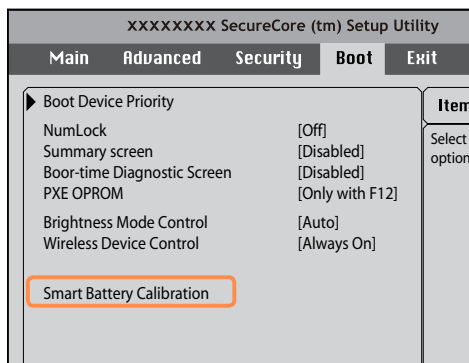 XXXXXXXX SecureCore (tm) Setup Utility
Main Advanced Security Boot Exit
Boot Device Priority
NumLock [Off]
Summary screen [Disabled]
Boor-time Diagnostic Screen [Disabled]
PXE OPROM [Only with F12]
Brightness Mode Control [Auto]
Wireless Device Control [Always On]
Smart Battery Calibration
Item
Select
option